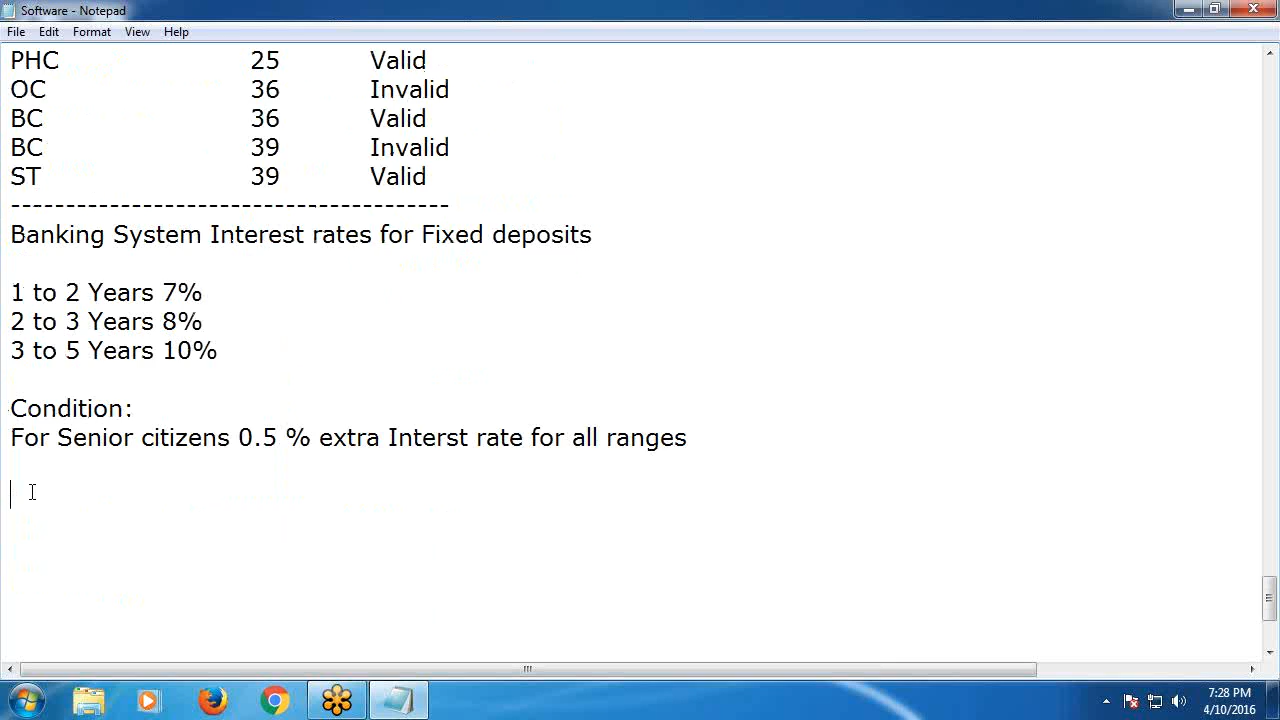 Software - Notepad
File Edit Format View Help
PHC 25 Valid
OC 36 Invalid
BC 36 Valid
BC 39 Invalid
ST 39 Valid
----------------------------------------
Banking System Interest rates for Fixed deposits
1 to 2 Years 7%
2 to 3 Years 8%
3 to 5 Years 10%
Condition:
For Senior citizens 0.5 % extra Interst rate for all ranges
7:28 PM
4/10/2016